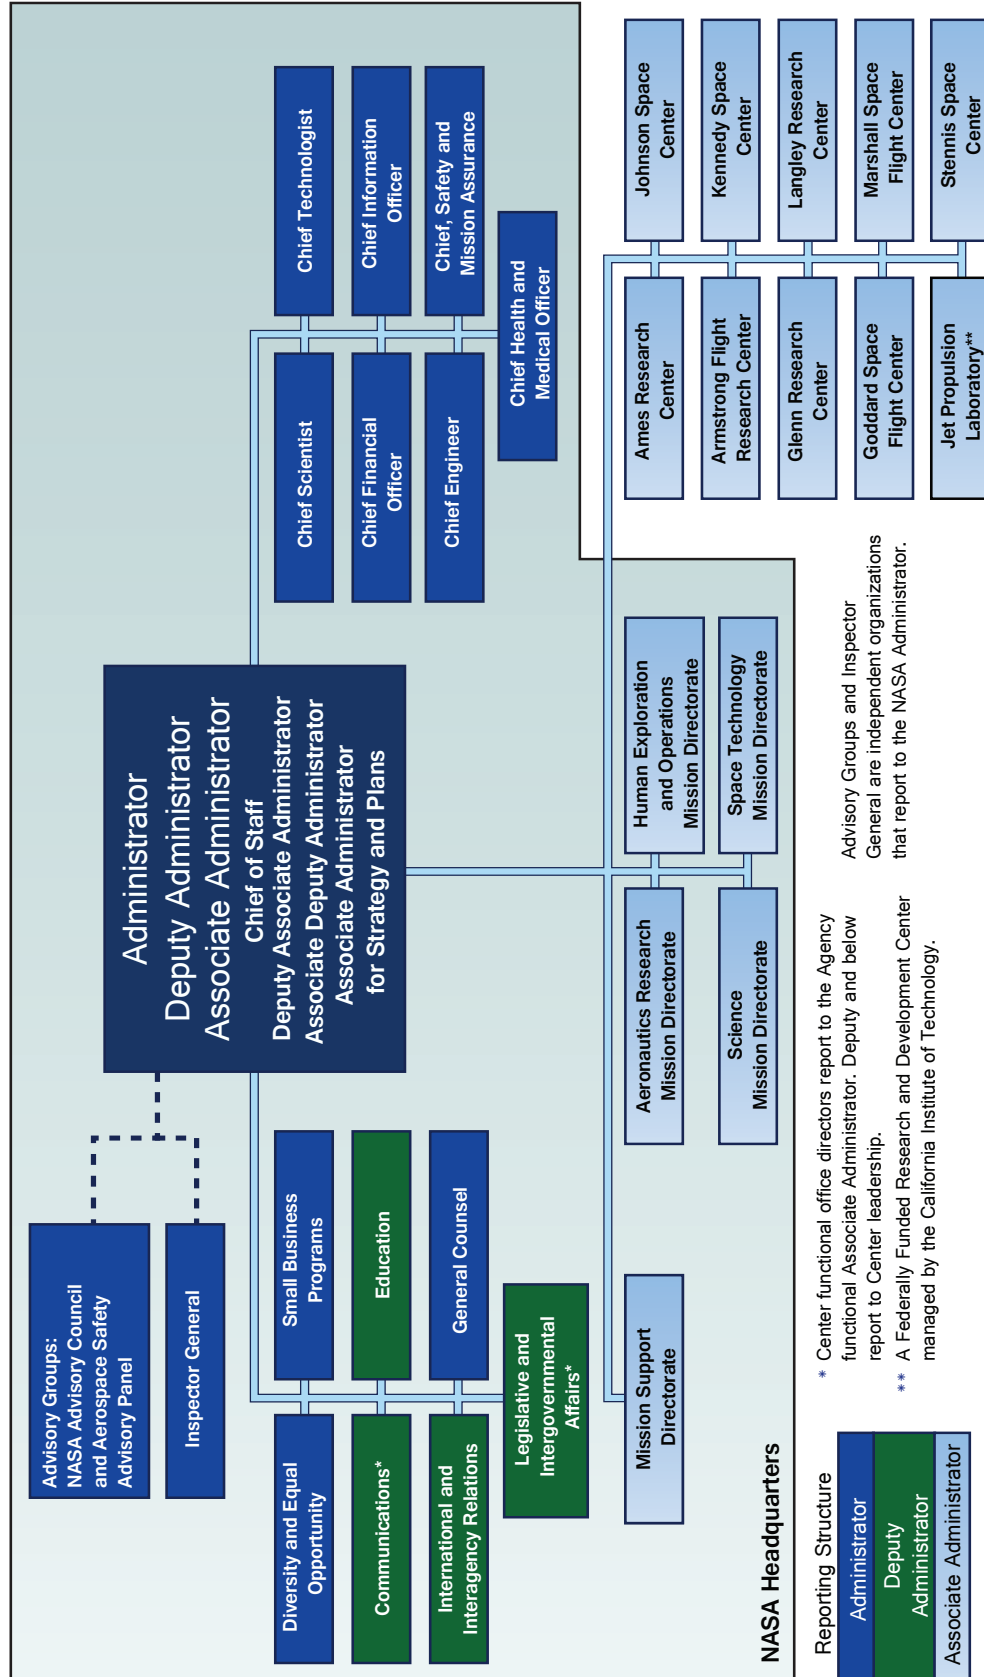 Advisory Groups:
NASA Advisory Council
and Aerospace Safety
Advisory Panel
Inspector General
Administrator
Deputy Administrator
Associate Administrator
Chief of Staff
Deputy Associate Administrator
Associate Deputy Administrator
Associate Administrator
for Strategy and Plans
Diversity and Equal
Opportunity
Small Business
Programs
Communications*
Education
International and
Interagency Relations
General Counsel
Legislative and
Intergovernmental
Affairs*
Chief Scientist
Chief Technologist
Chief Financial
Officer
Chief Information
Officer
Chief Engineer
Chief, Safety and
Mission Assurance
Chief Health and
Medical Officer
Mission Support
Directorate
Aeronautics Research
Mission Directorate
Human Exploration
and Operations
Mission Directorate
Science
Mission Directorate
Space Technology
Mission Directorate
NASA Headquarters
Ames Research
Center
Johnson Space
Center
Armstrong Flight
Research Center
Kennedy Space
Center
Glenn Research
Center
Langley Research
Center
Goddard Space
Flight Center
Marshall Space
Flight Center
Jet Propulsion
Laboratory**
Stennis Space
Center
Reporting Structure
Administrator
Deputy
Administrator
Associate Administrator
* Center functional office directors report to the Agency
functional Associate Administrator. Deputy and below
report to Center leadership.
** A Federally Funded Research and Development Center
managed by the California Institute of Technology.
Advisory Groups and Inspector
General are independent organizations
that report to the NASA Administrator.